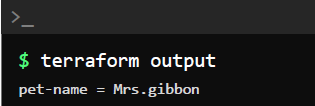 >_
$ terraform output
pet-name = Mrs.gibbon